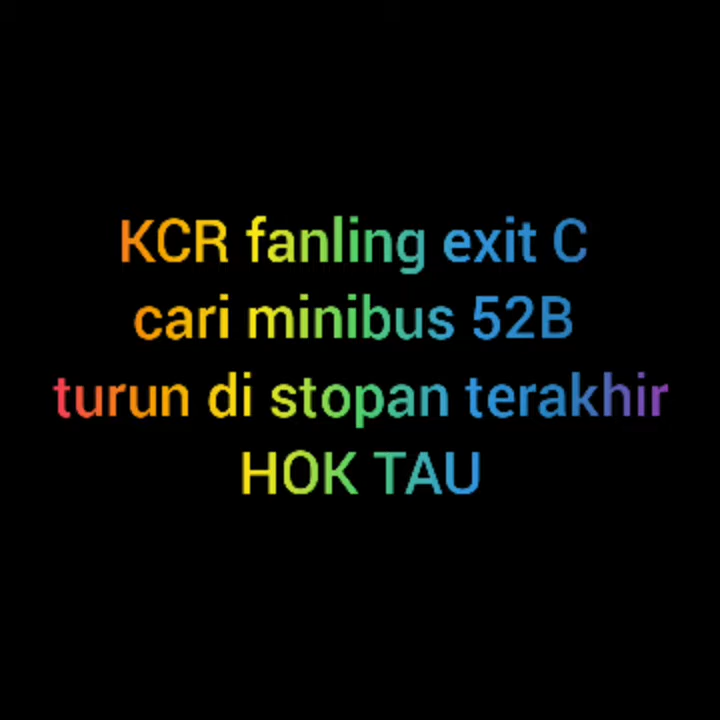 KCR fanling exit C
cari minibus 52B
turun di stopan terakhir
HOK TAU